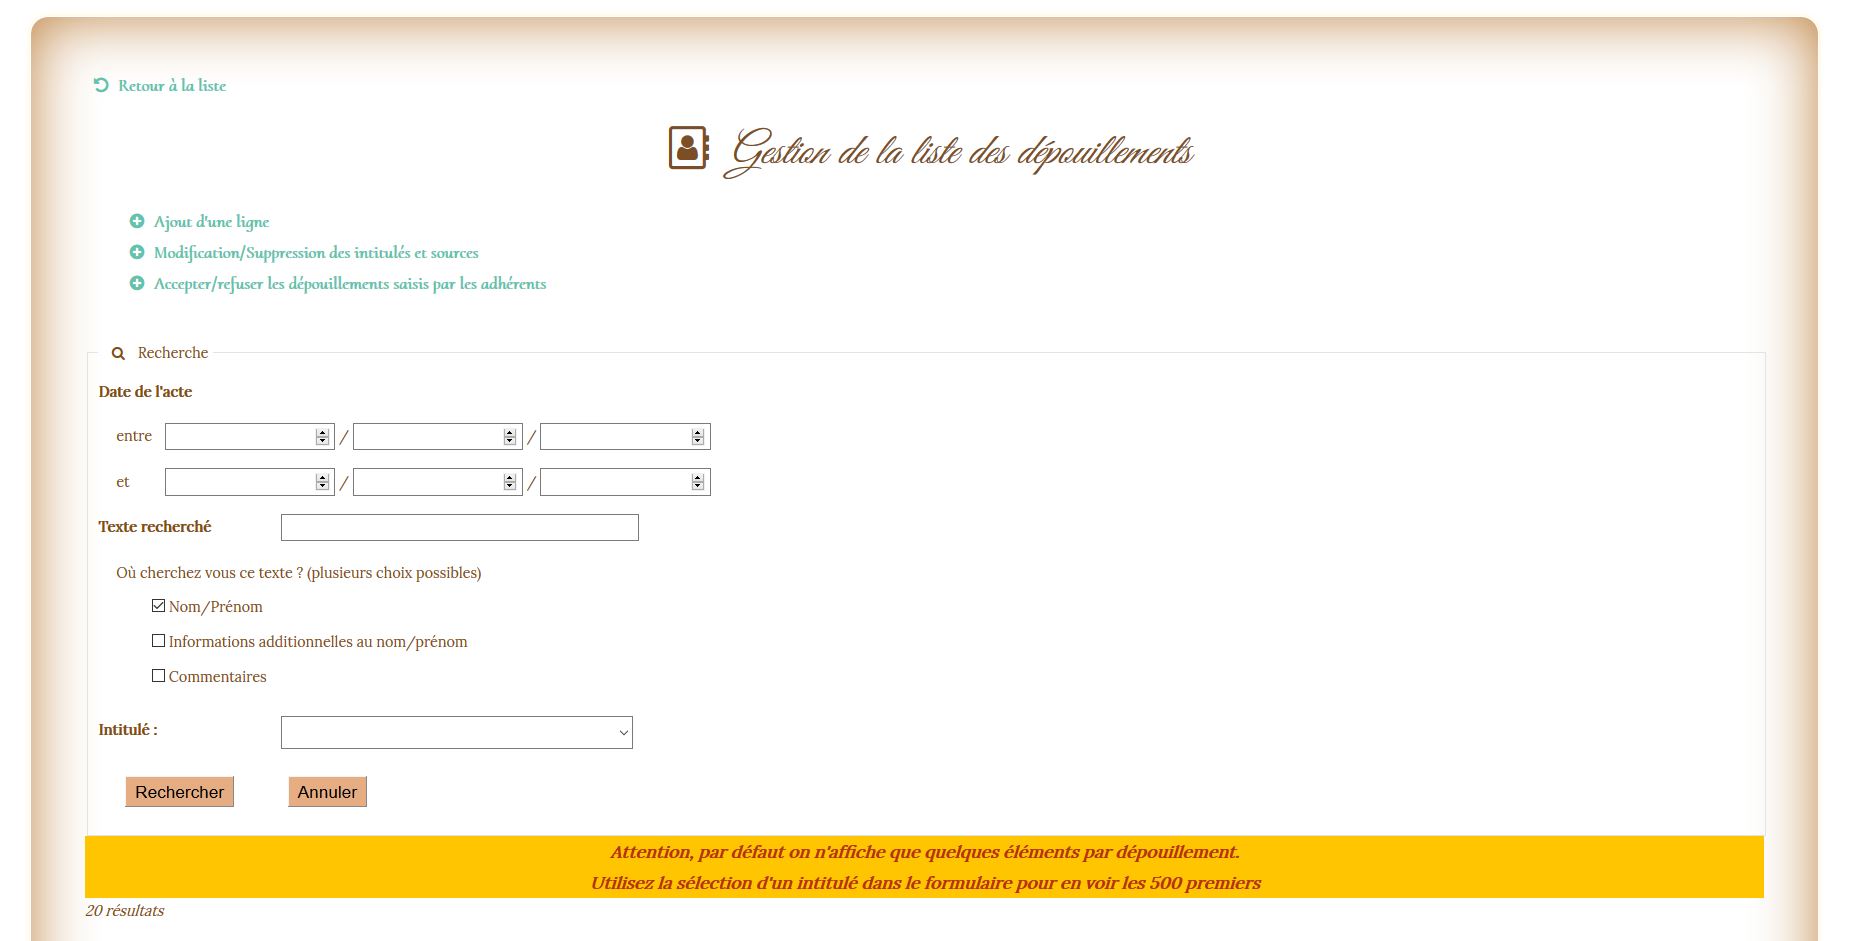 Retour à la liste
Gestion de la liste des dépouillements
Ajout d'une ligne
Modification/Suppression des intitulés et sources
Accepter/refuser les dépouillements saisis par les adhérents
Recherche
Date de l'acte
entre / /
et / /
Texte recherché
Où cherchez vous ce texte ? (plusieurs choix possibles)
Nom/Prénom
Informations additionnelles au nom/prénom
Commentaires
Intitulé :
Rechercher Annuler
Attention, par défaut on n'affiche que quelques éléments par dépouillement.
Utilisez la sélection d'un intitulé dans le formulaire pour en voir les 500 premiers
20 résultats